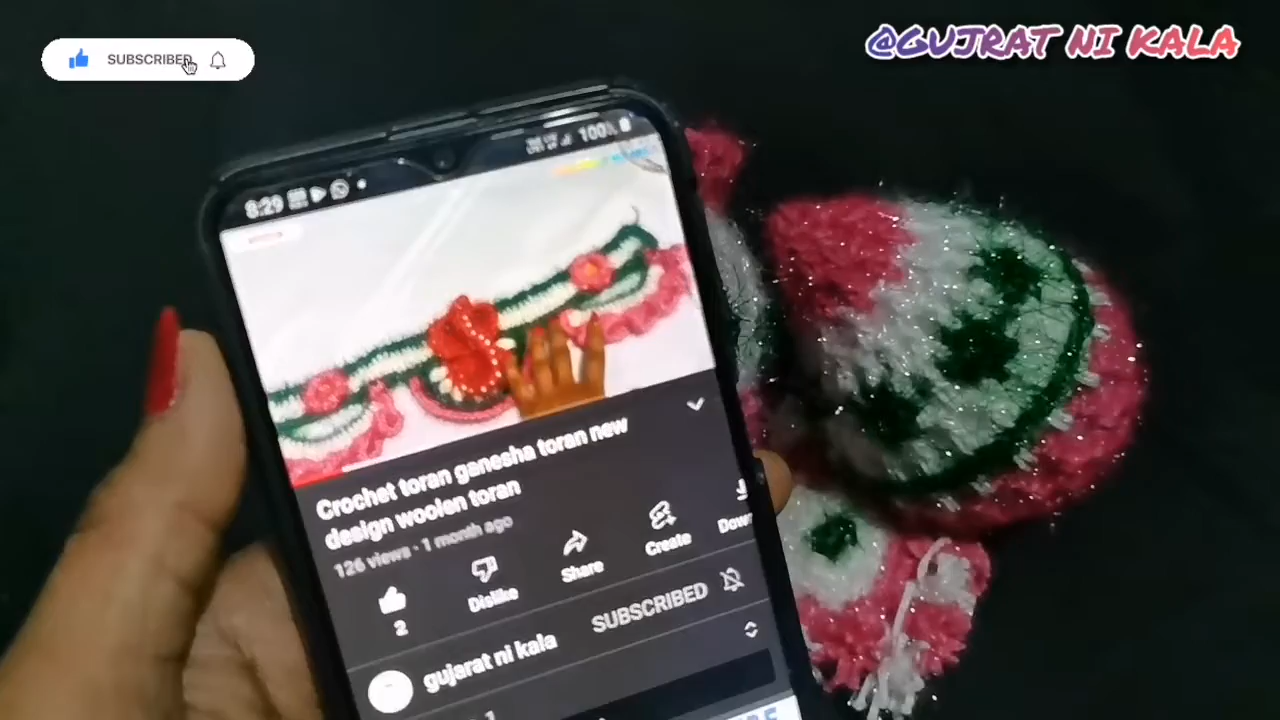 SUBSCRIBED
@GUJRAT NI KALA
8:29
100%
Crochet toran ganesha toran new
design woolen toran
126 views · 1 month ago
2
Dislike
Share
Create
Dow
gujarat ni kala
SUBSCRIBED